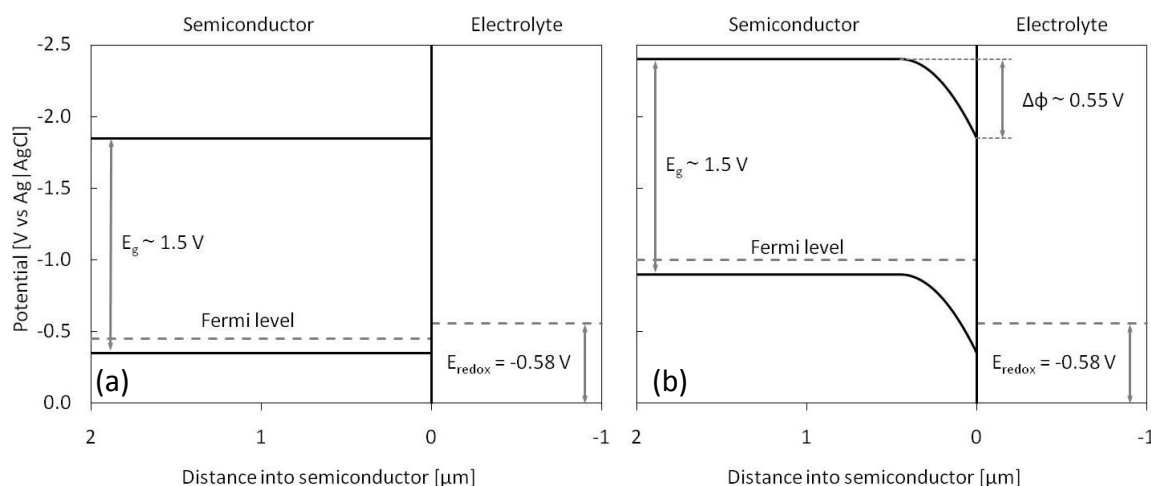 Semiconductor
Electrolyte
Semiconductor
Electrolyte
Potential [V vs Ag|AgCl]
-2.5
-2.0
-1.5
-1.0
-0.5
0.0
E_g ~ 1.5 V
Fermi level
E_redox = -0.58 V
(a)
2
1
0
-1
Distance into semiconductor [µm]
Δϕ ~ 0.55 V
E_g ~ 1.5 V
Fermi level
E_redox = -0.58 V
(b)
2
1
0
-1
Distance into semiconductor [µm]